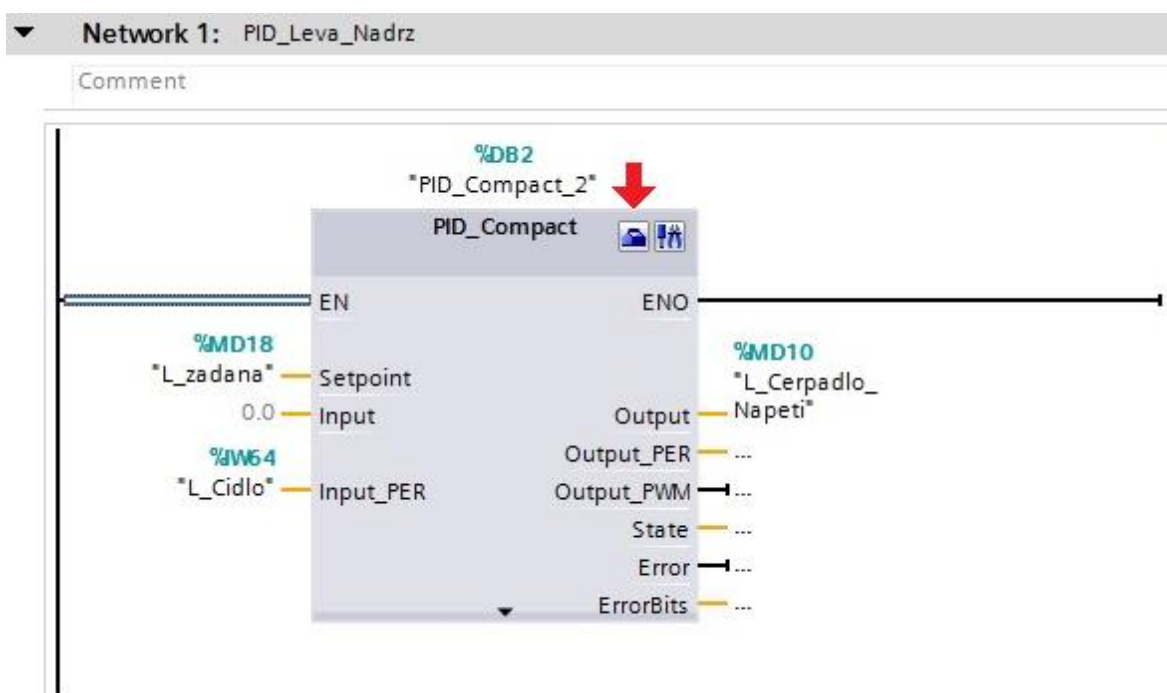 Network 1: PID_Leva_Nadrz
Comment
%DB2
"PID_Compact_2"
PID_Compact
EN
ENO
%MD18
"L_zadana"
Setpoint
0.0
Input
%IW64
"L_Cidlo"
Input_PER
%MD10
"L_Cerpadlo_
Napeti"
Output
Output_PER
...
Output_PWM
...
State
...
Error
...
ErrorBits
...